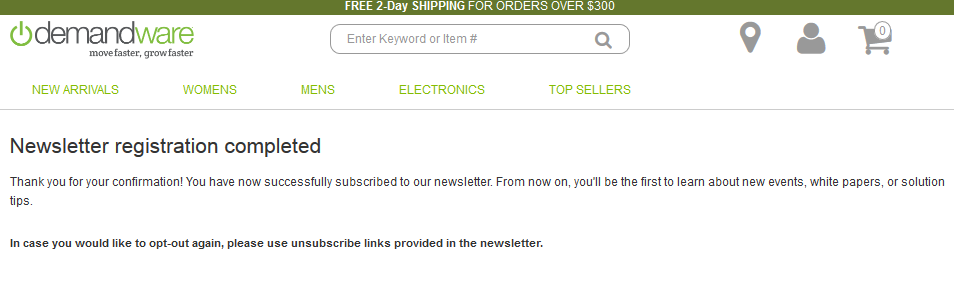 FREE 2-Day SHIPPING FOR ORDERS OVER $300
demandware
move faster, grow faster
Enter Keyword or Item #
0
NEW ARRIVALS WOMENS MENS ELECTRONICS TOP SELLERS
Newsletter registration completed
Thank you for your confirmation! You have now successfully subscribed to our newsletter. From now on, you'll be the first to learn about new events, white papers, or solution
tips.
In case you would like to opt-out again, please use unsubscribe links provided in the newsletter.